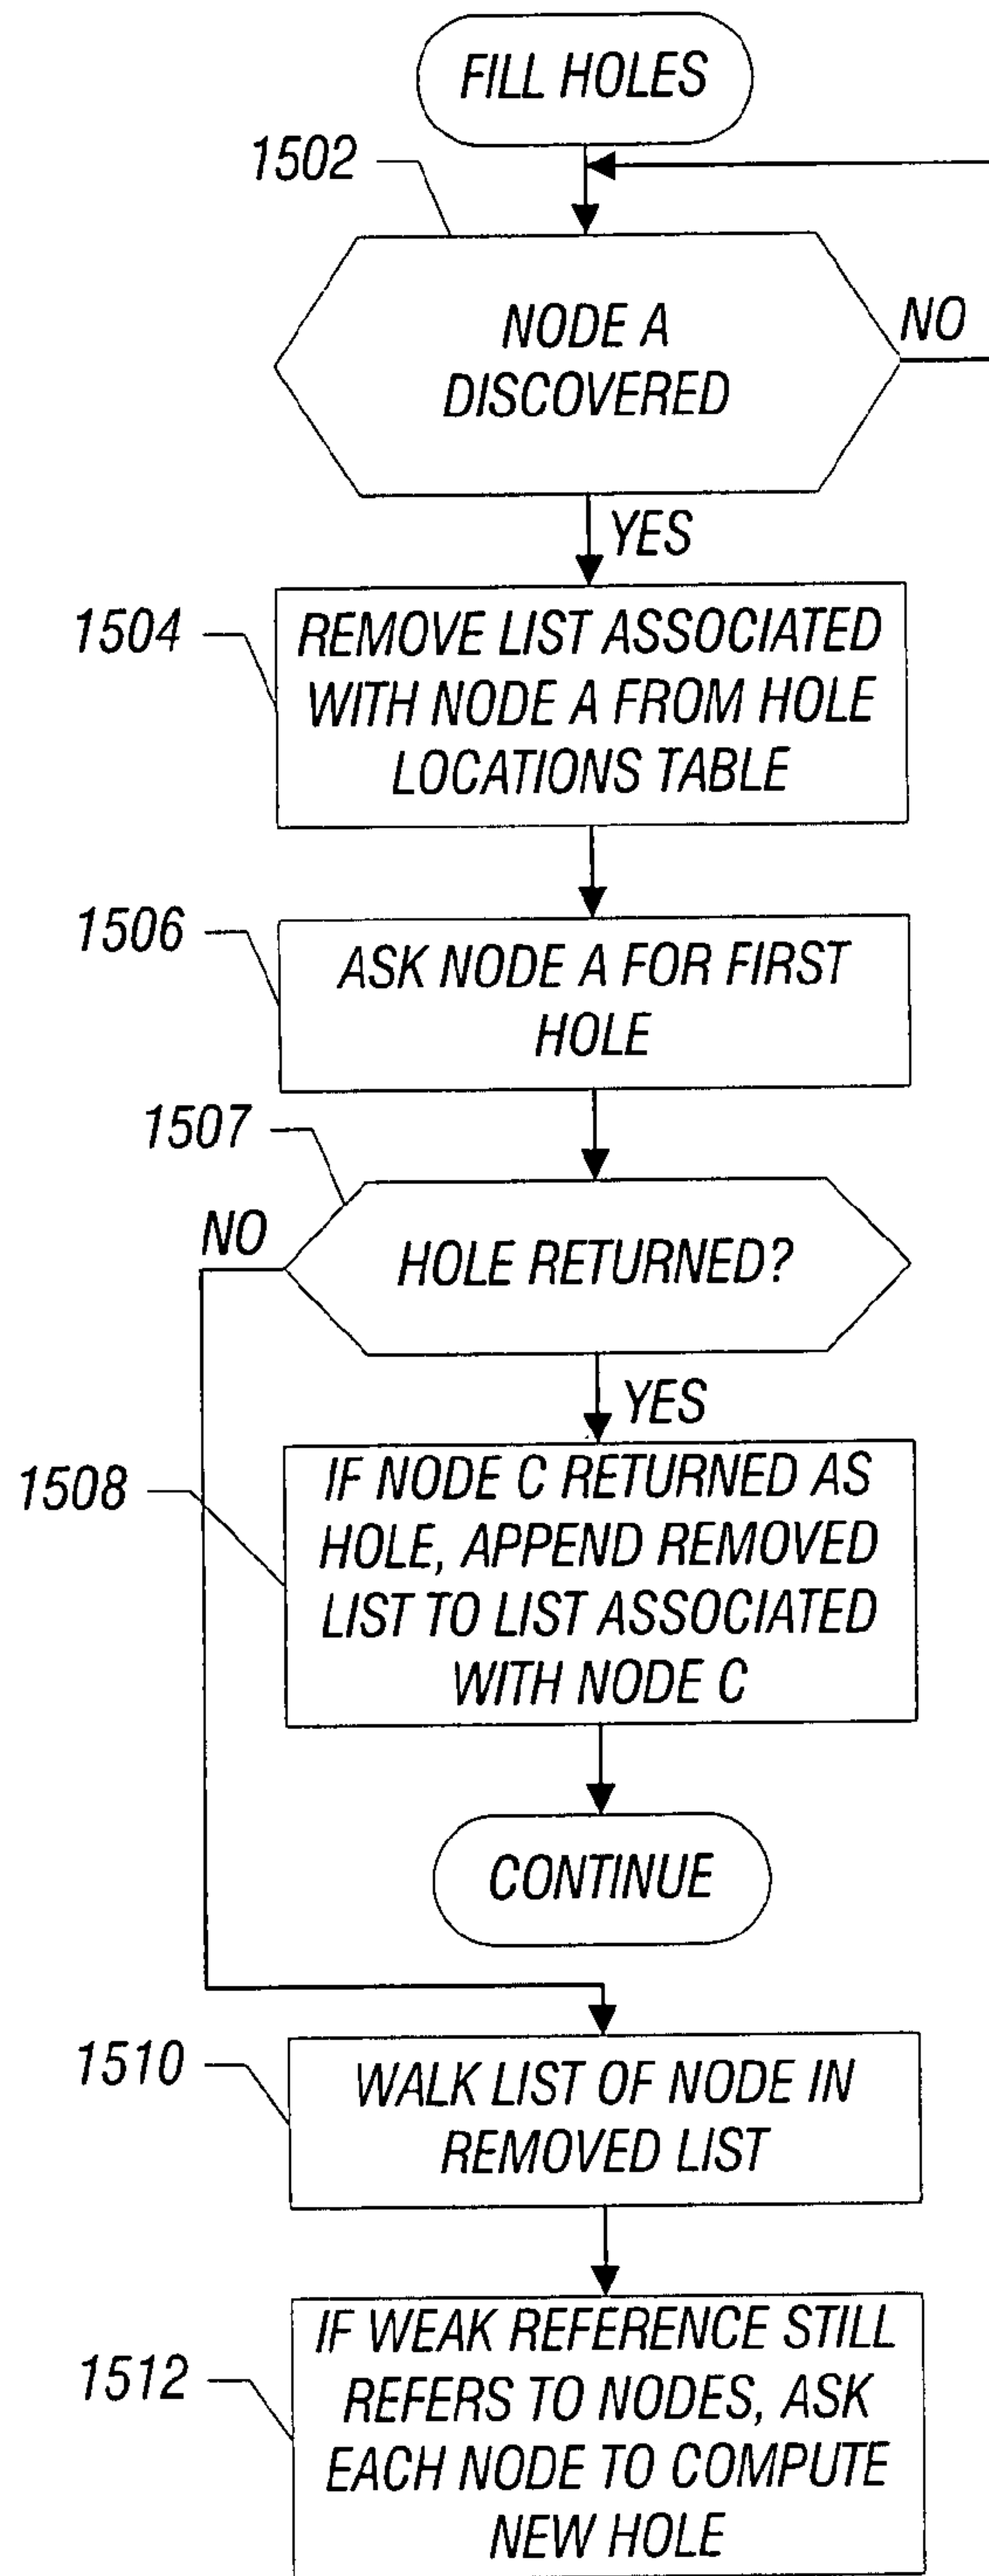 FILL HOLES
1502
NODE A
DISCOVERED
NO
YES
1504
REMOVE LIST ASSOCIATED
WITH NODE A FROM HOLE
LOCATIONS TABLE
1506
ASK NODE A FOR FIRST
HOLE
1507
NO
HOLE RETURNED?
YES
1508
IF NODE C RETURNED AS
HOLE, APPEND REMOVED
LIST TO LIST ASSOCIATED
WITH NODE C
CONTINUE
1510
WALK LIST OF NODE IN
REMOVED LIST
1512
IF WEAK REFERENCE STILL
REFERS TO NODES, ASK
EACH NODE TO COMPUTE
NEW HOLE